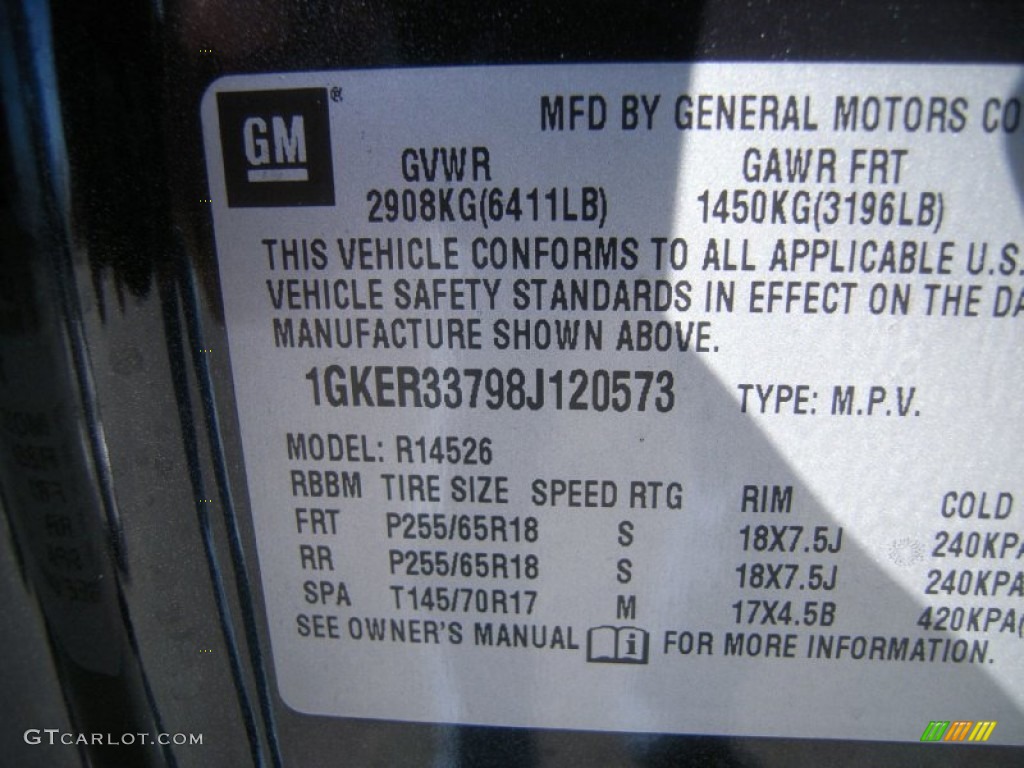 GM ®
MFD BY GENERAL MOTORS CO
GVWR GAWR FRT
2908KG(6411LB) 1450KG(3196LB)
THIS VEHICLE CONFORMS TO ALL APPLICABLE U.S.
VEHICLE SAFETY STANDARDS IN EFFECT ON THE DA
MANUFACTURE SHOWN ABOVE.
1GKER33798J120573 TYPE: M.P.V.
MODEL: R14526
RBBM TIRE SIZE SPEED RTG RIM COLD
FRT P255/65R18 S 18X7.5J 240KPA
RR P255/65R18 S 18X7.5J 240KPA
SPA T145/70R17 M 17X4.5B 420KPA(
SEE OWNER'S MANUAL i FOR MORE INFORMATION.
GTCARLOT.COM